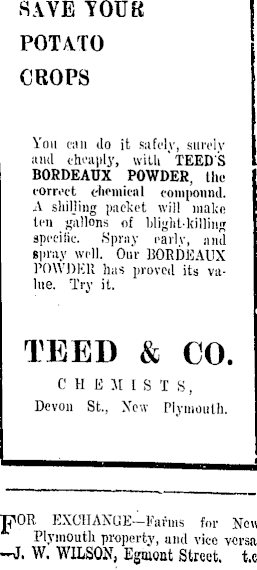 SAVE YOUR
POTATO
CROPS
You can do it safely, surely
and cheaply, with TEED'S
BORDEAUX POWDER, the
correct chemical compound.
A shilling packet will make
ten gallons of blight-killing
specific. Spray early, and
spray well. Our BORDEAUX
POWDER has proved its va-
lue. Try it.
TEED & CO.
CHEMISTS,
Devon St., New Plymouth.
FOR EXCHANGE—Farms for New
Plymouth property, and vice versa
—J. W. WILSON, Egmont Street. t.c